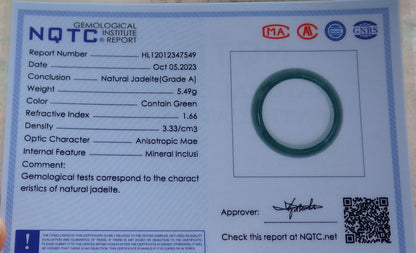 NQTC GEMOLOGICAL INSTITUTE REPORT
MA AL GNBS
Report Number HL12012347549
Date Oct 05.2023
Conclusion Natural Jadeite(Grade A)
Weight 5.49g
Color Contain Green
Refractive Index 1.66
Density 3.33/cm3
Optic Character Anisotropic Mae
Internal Feature Mineral Inclusi
Comment:
Gemological tests correspond to the charact
eristics of natural jadeite.
Approver:
Check this report at NQTC.net